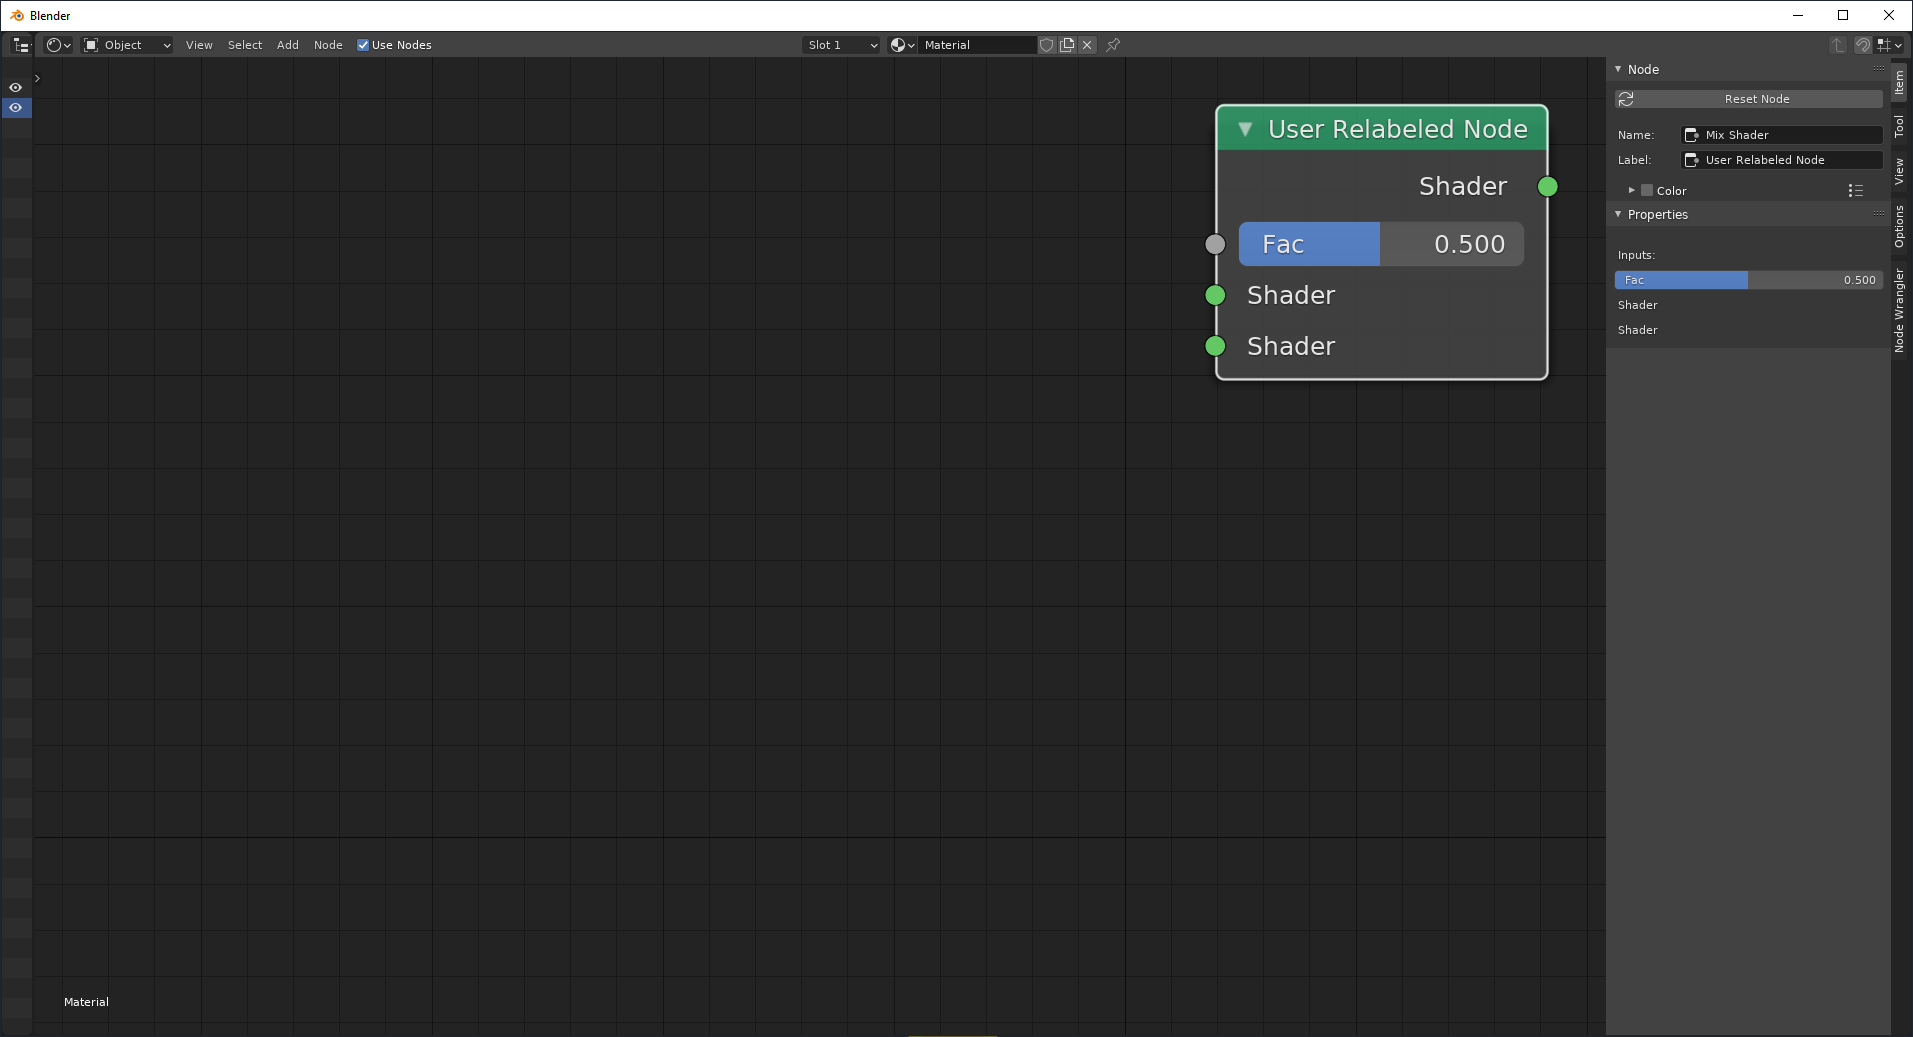 Blender
Object View Select Add Node Use Nodes Slot 1 Material
Node
Reset Node
Name: Mix Shader
Label: User Relabeled Node
Color
Properties
Inputs:
Fac 0.500
Shader
Shader
Item
Tool
View
Options
Node Wrangler
User Relabeled Node
Shader
Fac 0.500
Shader
Shader
Material